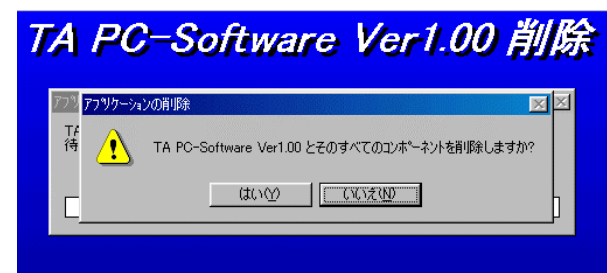 TA PC-Software Ver1.00 削除
アプリケーションの削除
TA
待
TA PC-Software Ver1.00 とそのすべてのコンポーネントを削除しますか?
はい(Y)
いいえ(N)